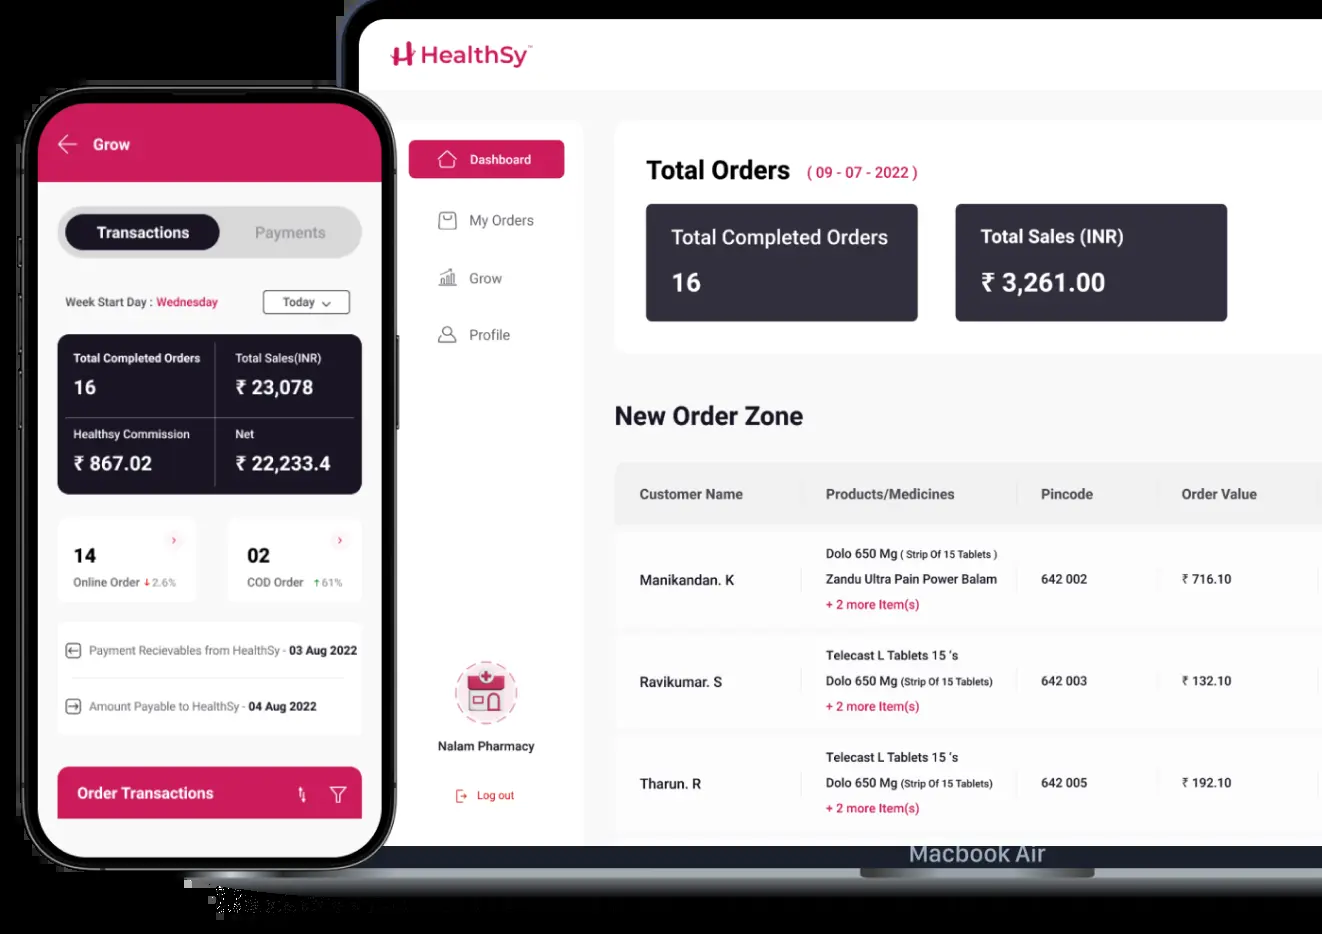 Grow
Transactions
Payments
Week Start Day : Wednesday
Today
Total Completed Orders
16
Total Sales(INR)
₹ 23,078
Healthsy Commission
₹ 867.02
Net
₹ 22,233.4
14
Online Order 2.6%
02
COD Order 61%
Payment Recievables from HealthSy - 03 Aug 2022
Amount Payable to HealthSy - 04 Aug 2022
Order Transactions
HealthSy™
Dashboard
My Orders
Grow
Profile
Nalam Pharmacy
Log out
Total Orders ( 09 - 07 - 2022 )
Total Completed Orders
16
Total Sales (INR)
₹ 3,261.00
New Order Zone
Customer Name Products/Medicines Pincode Order Value
Dolo 650 Mg ( Strip Of 15 Tablets )
Manikandan. K Zandu Ultra Pain Power Balam 642 002 ₹ 716.10
+ 2 more Item(s)
Telecast L Tablets 15 ‘s
Ravikumar. S Dolo 650 Mg (Strip Of 15 Tablets) 642 003 ₹ 132.10
+ 2 more Item(s)
Telecast L Tablets 15 ‘s
Tharun. R Dolo 650 Mg (Strip Of 15 Tablets) 642 005 ₹ 192.10
+ 2 more Item(s)
Macbook Air